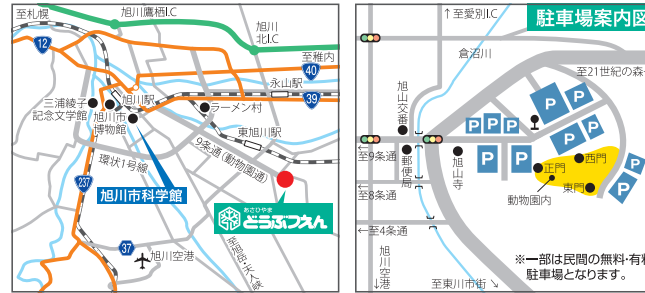 至札幌
旭川鷹栖I.C
旭川
北I.C
12
至稚内
40
永山駅
39
三浦綾子
記念文学館
旭川駅
旭川市
博物館
ラーメン村
東旭川駅
環状1号線
9条通(動物園通)
旭川市科学館
237
あさひやま
どうぶつえん
37
旭川空港
至旭岳・天人峡
駐車場案内図
↑至愛別I.C
倉沼川
至21世紀の森
旭山交番
P
P
P
P
P
P
P
P
P
P
←至9条通
郵便局
旭山寺
正門
西門
東門
動物園内
←至8条通
←至4条通
旭川空港
↓至
至東川市街↘
※一部は民間の無料・有料
駐車場となります。